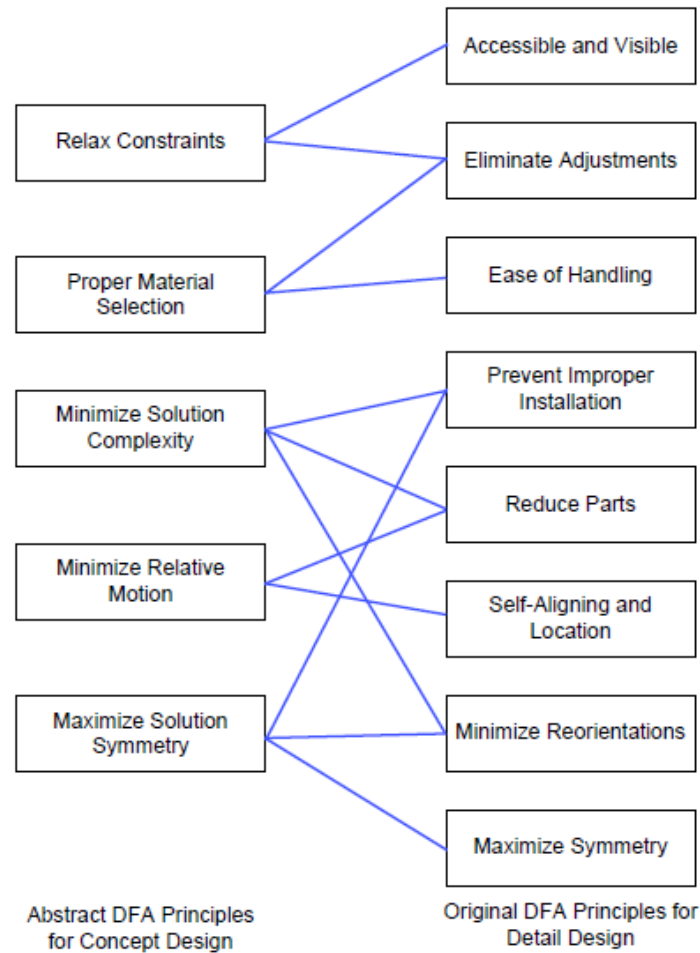 Relax Constraints
Proper Material
Selection
Minimize Solution
Complexity
Minimize Relative
Motion
Maximize Solution
Symmetry
Abstract DFA Principles
for Concept Design
Accessible and Visible
Eliminate Adjustments
Ease of Handling
Prevent Improper
Installation
Reduce Parts
Self-Aligning and
Location
Minimize Reorientations
Maximize Symmetry
Original DFA Principles for
Detail Design